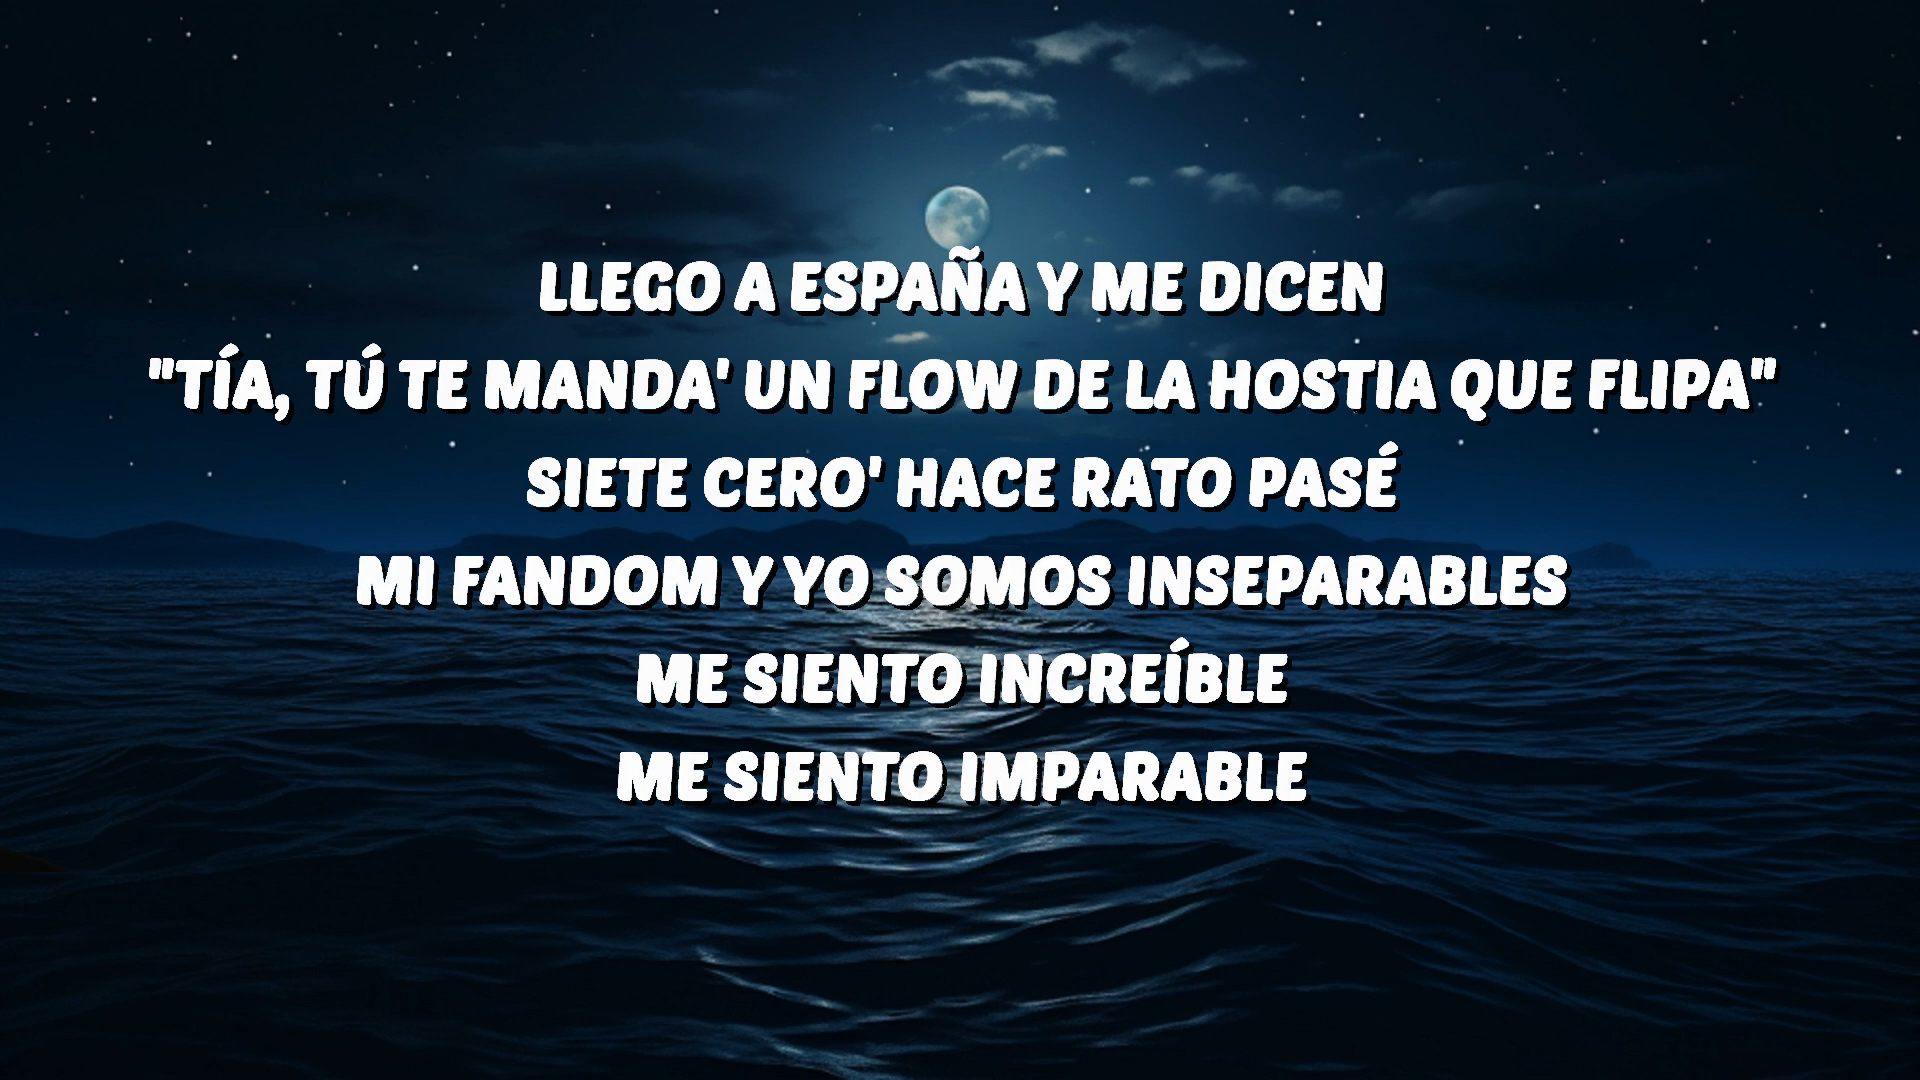 LLEGO A ESPAÑA Y ME DICEN
"TÍA, TÚ TE MANDA' UN FLOW DE LA HOSTIA QUE FLIPA"
SIETE CERO' HACE RATO PASÉ
MI FANDOM Y YO SOMOS INSEPARABLES
ME SIENTO INCREÍBLE
ME SIENTO IMPARABLE